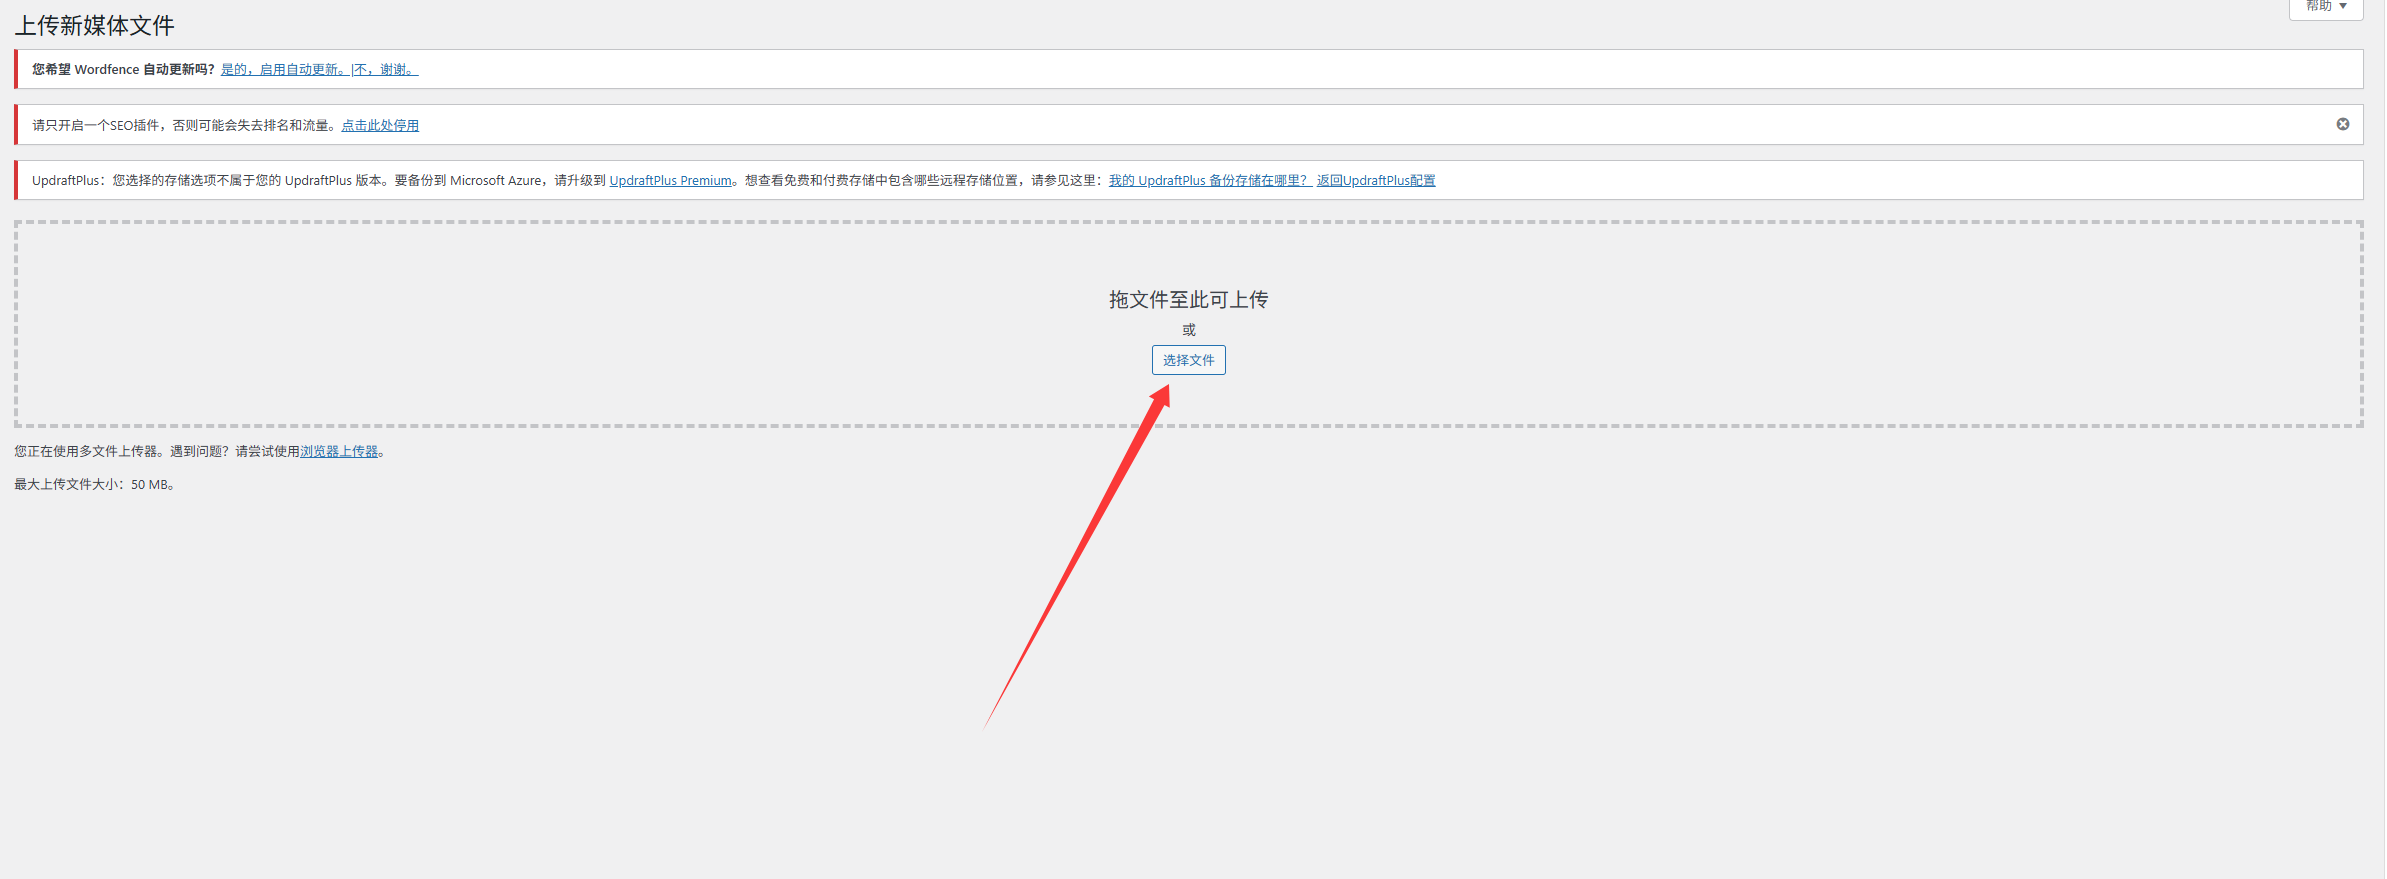 帮助
上传新媒体文件
您希望 Wordfence 自动更新吗？是的，启用自动更新。|不，谢谢。
请只开启一个SEO插件，否则可能会失去排名和流量。点击此处停用
UpdraftPlus：您选择的存储选项不属于您的 UpdraftPlus 版本。要备份到 Microsoft Azure，请升级到 UpdraftPlus Premium。想查看免费和付费存储中包含哪些远程存储位置，请参见这里：我的 UpdraftPlus 备份存储在哪里？ 返回UpdraftPlus配置
拖文件至此可上传
或
选择文件
您正在使用多文件上传器。遇到问题？请尝试使用浏览器上传器。
最大上传文件大小：50 MB。